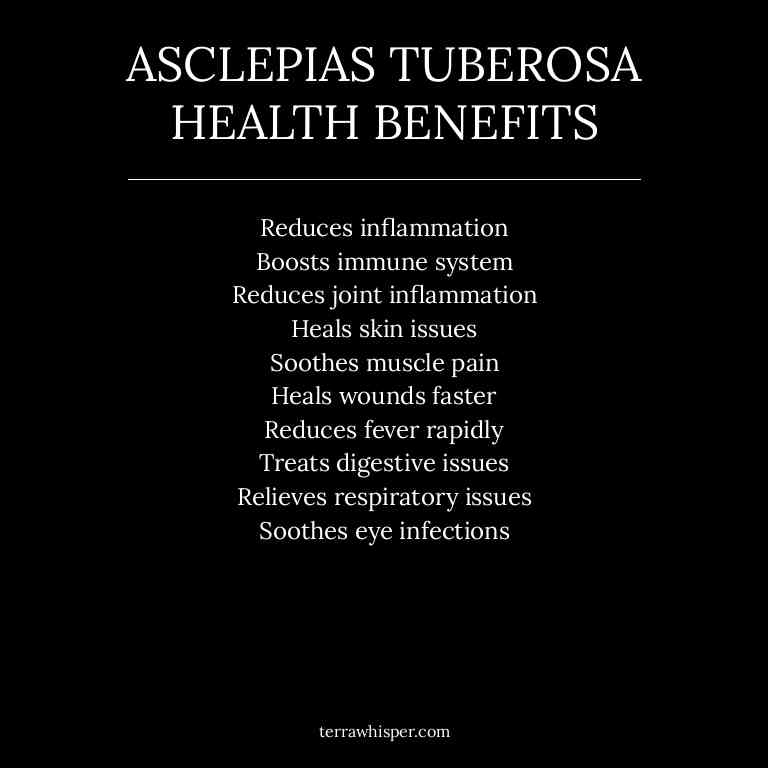 ASCLEPIAS TUBEROSA
HEALTH BENEFITS
Reduces inflammation
Boosts immune system
Reduces joint inflammation
Heals skin issues
Soothes muscle pain
Heals wounds faster
Reduces fever rapidly
Treats digestive issues
Relieves respiratory issues
Soothes eye infections
terrawhisper.com